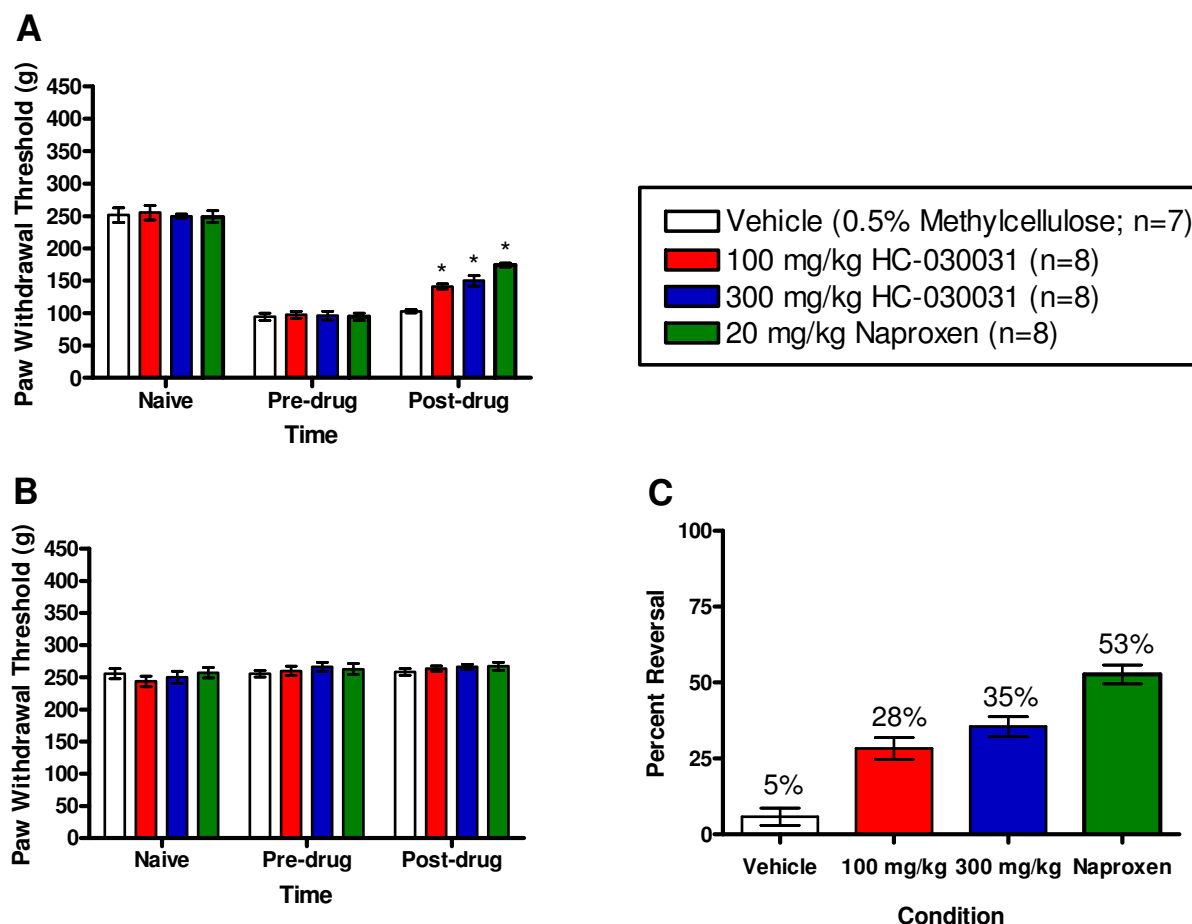 A
Paw Withdrawal Threshold (g)
450
400
350
300
250
200
150
100
50
0
* * *
Naive Pre-drug Post-drug
Time
Vehicle (0.5% Methylcellulose; n=7)
100 mg/kg HC-030031 (n=8)
300 mg/kg HC-030031 (n=8)
20 mg/kg Naproxen (n=8)
B
Paw Withdrawal Threshold (g)
450
400
350
300
250
200
150
100
50
0
Naive Pre-drug Post-drug
Time
C
Percent Reversal
100
75
50
25
0
5%
28%
35%
53%
Vehicle 100 mg/kg 300 mg/kg Naproxen
Condition